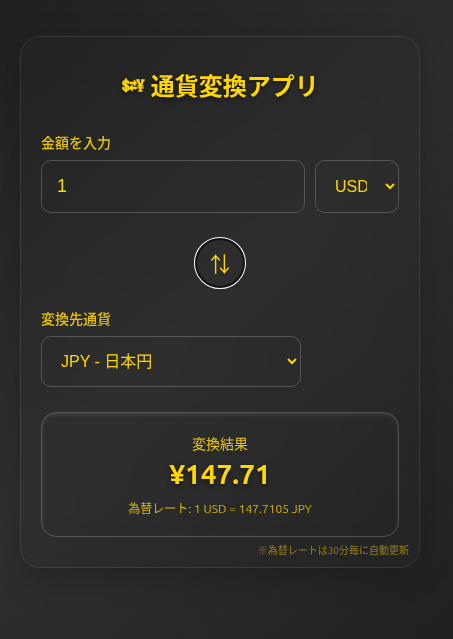 💱 通貨変換アプリ
金額を入力
1 USD
変換先通貨
JPY - 日本円
変換結果
¥147.71
為替レート: 1 USD = 147.7105 JPY
※為替レートは30分毎に自動更新